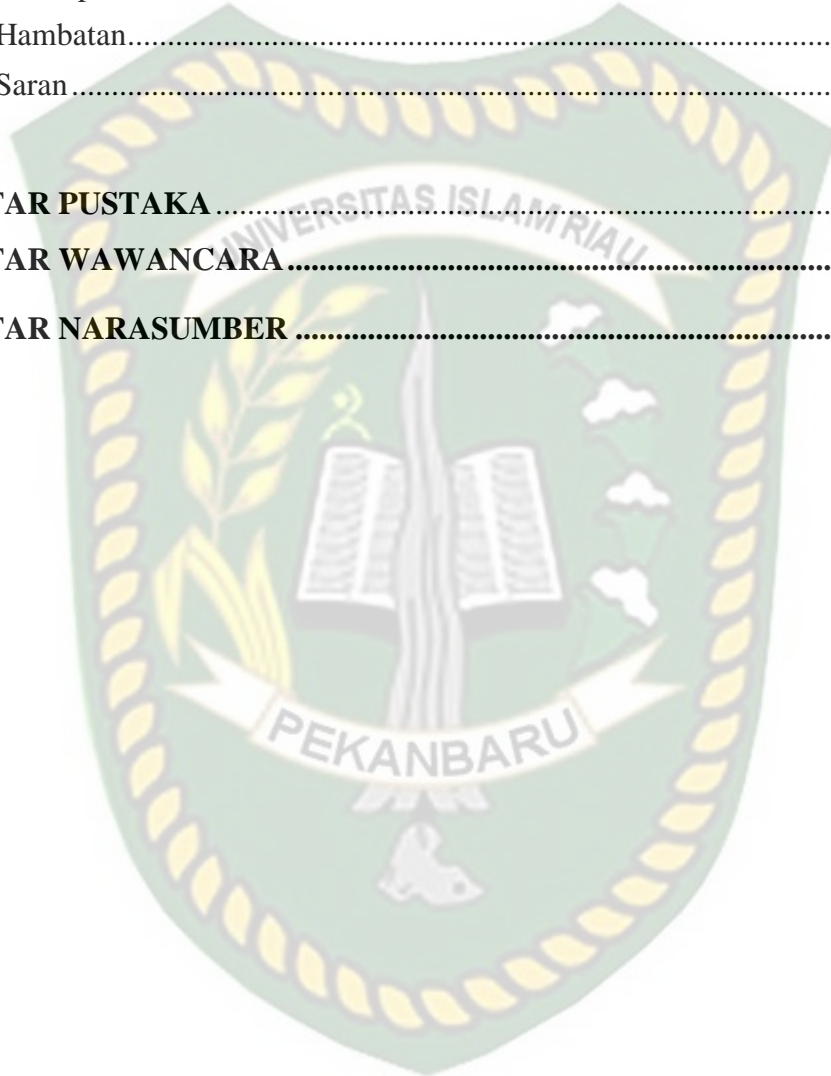 Hambatan....................................................................................
Saran...........................................................................................
TAR PUSTAKA..........................................................................
TAR WAWANCARA.................................................................
TAR NARASUMBER................................................................
UNIVERSITAS ISLAM RIAU
PEKANBARU